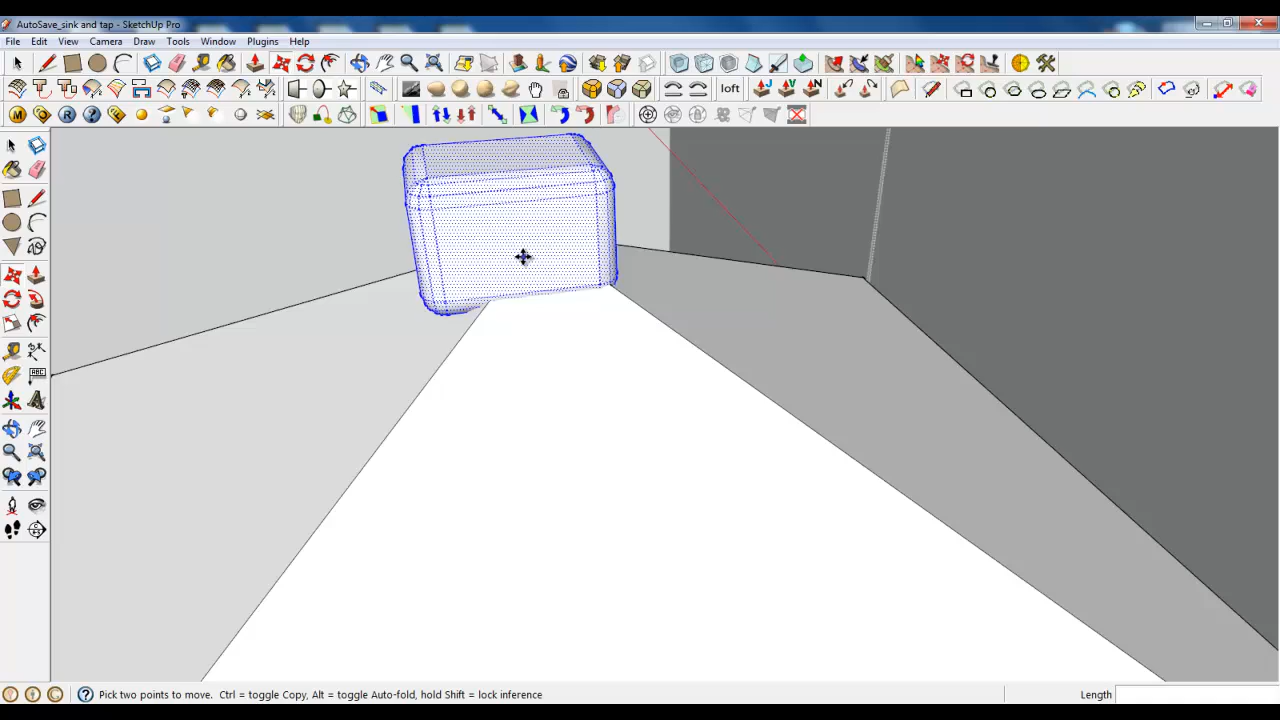 AutoSave_sink and tap - SketchUp Pro
File Edit View Camera Draw Tools Window Plugins Help
loft
M R ?
ABC
A
? Pick two points to move. Ctrl = toggle Copy, Alt = toggle Auto-fold, hold Shift = lock inference Length